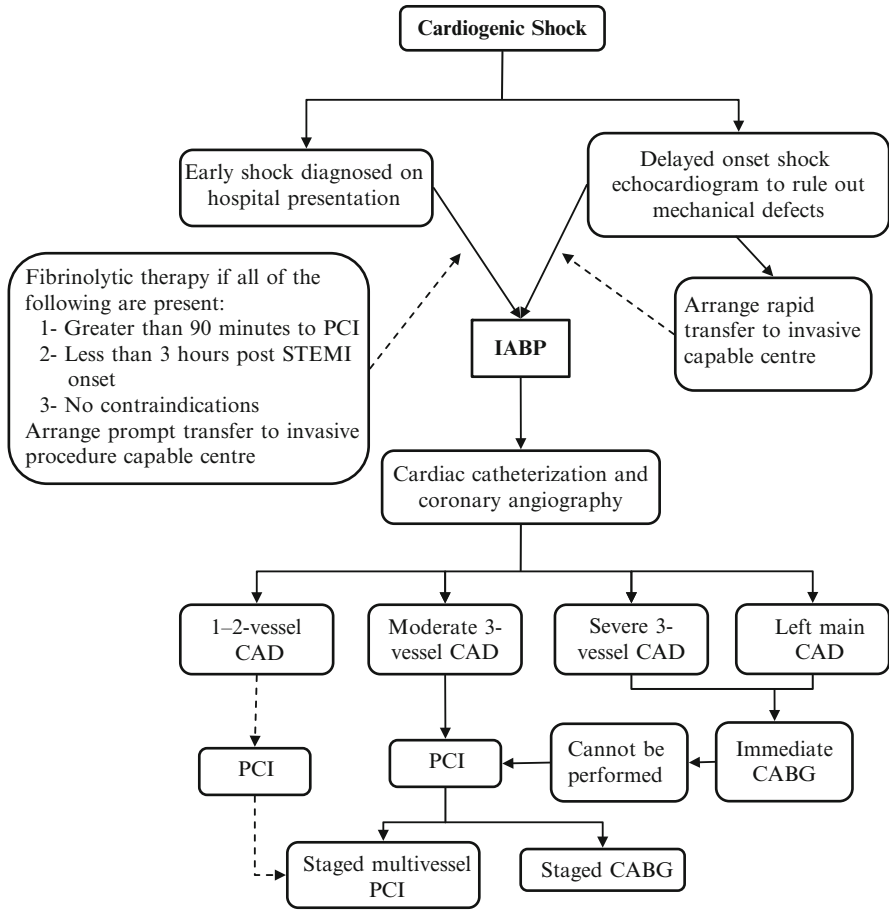 Cardiogenic Shock
Early shock diagnosed on
hospital presentation
Delayed onset shock
echocardiogram to rule out
mechanical defects
Fibrinolytic therapy if all of the
following are present:
1- Greater than 90 minutes to PCI
2- Less than 3 hours post STEMI
onset
3- No contraindications
Arrange prompt transfer to invasive
procedure capable centre
IABP
Arrange rapid
transfer to invasive
capable centre
Cardiac catheterization and
coronary angiography
1–2-vessel
CAD
Moderate 3-
vessel CAD
Severe 3-
vessel CAD
Left main
CAD
PCI
PCI
Cannot be
performed
Immediate
CABG
Staged multivessel
PCI
Staged CABG